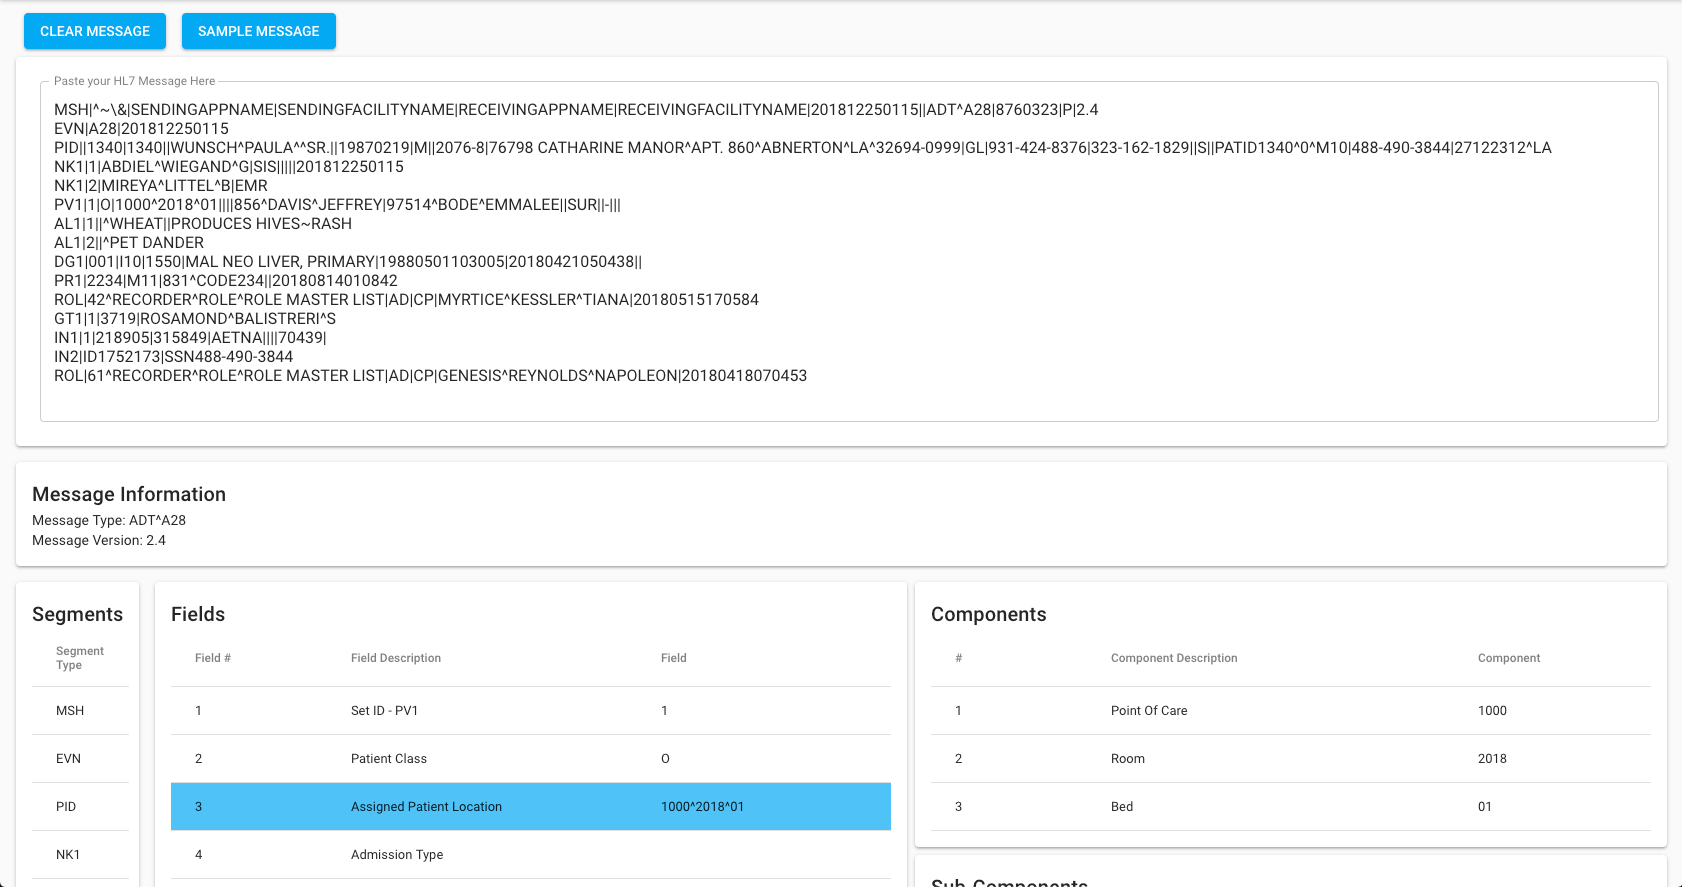 CLEAR MESSAGE SAMPLE MESSAGE
Paste your HL7 Message Here
MSH|^~\&|SENDINGAPPNAME|SENDINGFACILITYNAME|RECEIVINGAPPNAME|RECEIVINGFACILITYNAME|201812250115||ADT^A28|8760323|P|2.4
EVN|A28|201812250115
PID||1340|1340||WUNSCH^PAULA^^SR.||19870219|M||2076-8|76798 CATHARINE MANOR^APT. 860^ABNERTON^LA^32694-0999|GL|931-424-8376|323-162-1829||S||PATID1340^0^M10|488-490-3844|27122312^LA
NK1|1|ABDIEL^WIEGAND^G|SIS|||||201812250115
NK1|2|MIREYA^LITTEL^B|EMR
PV1|1|O|1000^2018^01||||856^DAVIS^JEFFREY|97514^BODE^EMMALEE||SUR||-|||
AL1|1||^WHEAT||PRODUCES HIVES~RASH
AL1|2||^PET DANDER
DG1|001|I10|1550|MAL NEO LIVER, PRIMARY|19880501103005|20180421050438||
PR1|2234|M11|831^CODE234||20180814010842
ROL|42^RECORDER^ROLE^ROLE MASTER LIST|AD|CP|MYRTICE^KESSLER^TIANA|20180515170584
GT1|1|3719|ROSAMOND^BALISTRERI^S
IN1|1|218905|315849|AETNA||||70439|
IN2|ID1752173|SSN488-490-3844
ROL|61^RECORDER^ROLE^ROLE MASTER LIST|AD|CP|GENESIS^REYNOLDS^NAPOLEON|20180418070453
Message Information
Message Type: ADT^A28
Message Version: 2.4
Segments
Segment
Type
MSH
EVN
PID
NK1
Fields
Field # Field Description Field
1 Set ID - PV1 1
2 Patient Class O
3 Assigned Patient Location 1000^2018^01
4 Admission Type
Components
# Component Description Component
1 Point Of Care 1000
2 Room 2018
3 Bed 01
Sub-Components